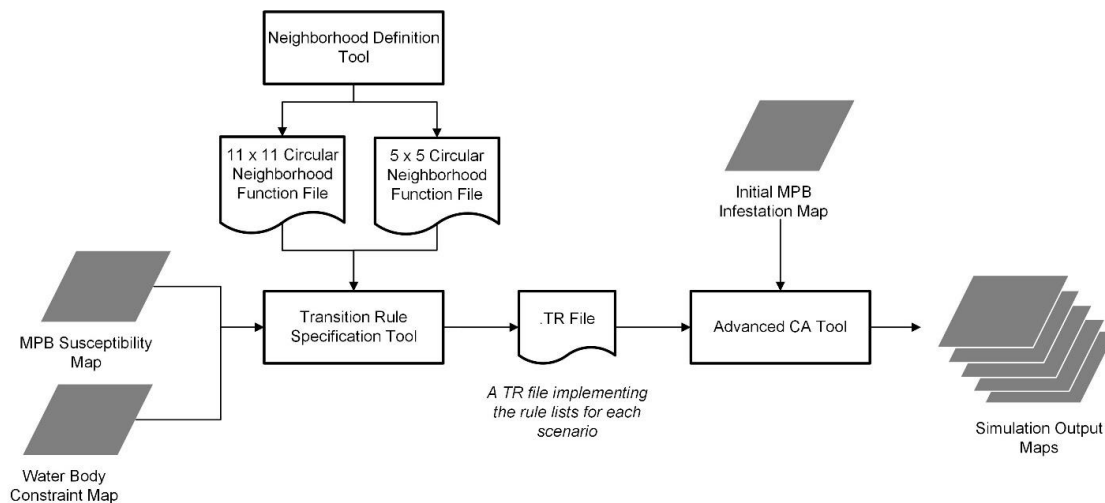 Neighborhood Definition
Tool
11 x 11 Circular
Neighborhood
Function File
5 x 5 Circular
Neighborhood
Function File
Initial MPB
Infestation Map
MPB Susceptibility
Map
Transition Rule
Specification Tool
.TR File
Advanced CA Tool
A TR file implementing
the rule lists for each
scenario
Simulation Output
Maps
Water Body
Constraint Map